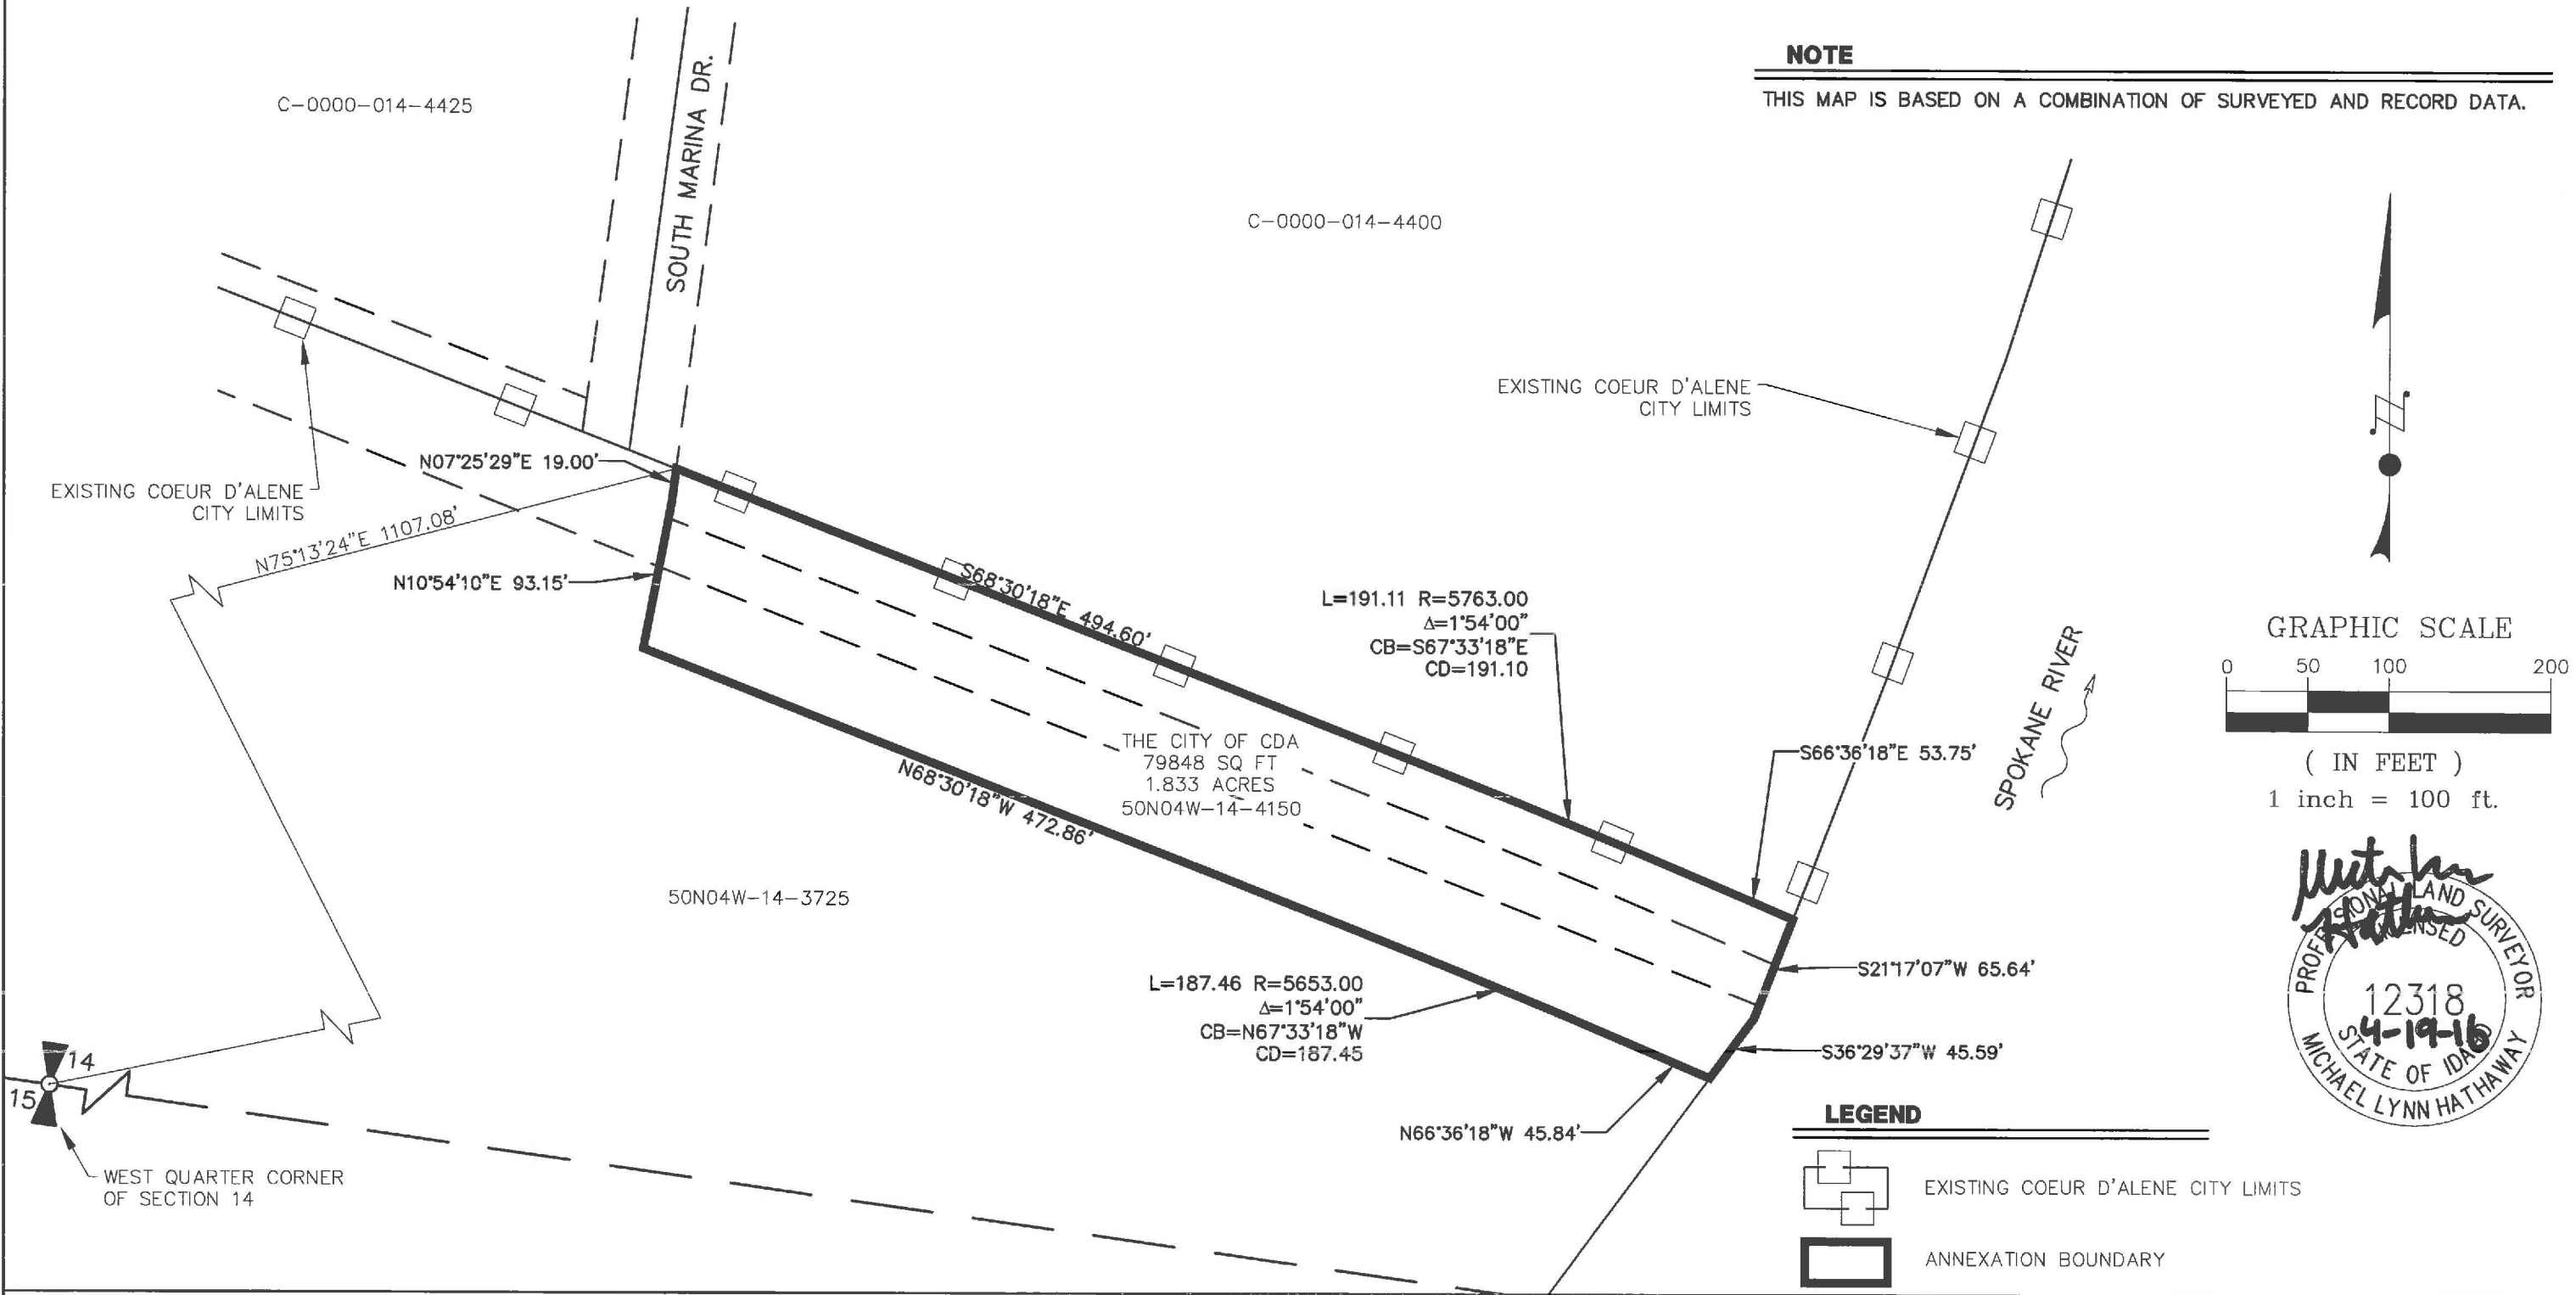 NOTE
THIS MAP IS BASED ON A COMBINATION OF SURVEYED AND RECORD DATA.
C-0000-014-4425
SOUTH MARINA DR.
C-0000-014-4400
EXISTING COEUR D'ALENE
CITY LIMITS
EXISTING COEUR D'ALENE
CITY LIMITS
N07°25'29"E 19.00'
N75°13'24"E 1107.08'
N10°54'10"E 93.15'
S68°30'18"E 494.60'
L=191.11 R=5763.00
Δ=1°54'00"
CB=S67°33'18"E
CD=191.10
THE CITY OF CDA
79848 SQ FT
1.833 ACRES
50N04W-14-4150
N68°30'18"W 472.86'
S66°36'18"E 53.75'
SPOKANE RIVER
50N04W-14-3725
L=187.46 R=5653.00
Δ=1°54'00"
CB=N67°33'18"W
CD=187.45
S21°17'07"W 65.64'
S36°29'37"W 45.59'
N66°36'18"W 45.84'
14
15
WEST QUARTER CORNER
OF SECTION 14
GRAPHIC SCALE
0 50 100 200
( IN FEET )
1 inch = 100 ft.
LAND SURVEYOR
12318
4-19-16
STATE OF
MICHAEL LYNN HATHAWAY
LEGEND
EXISTING COEUR D'ALENE CITY LIMITS
ANNEXATION BOUNDARY